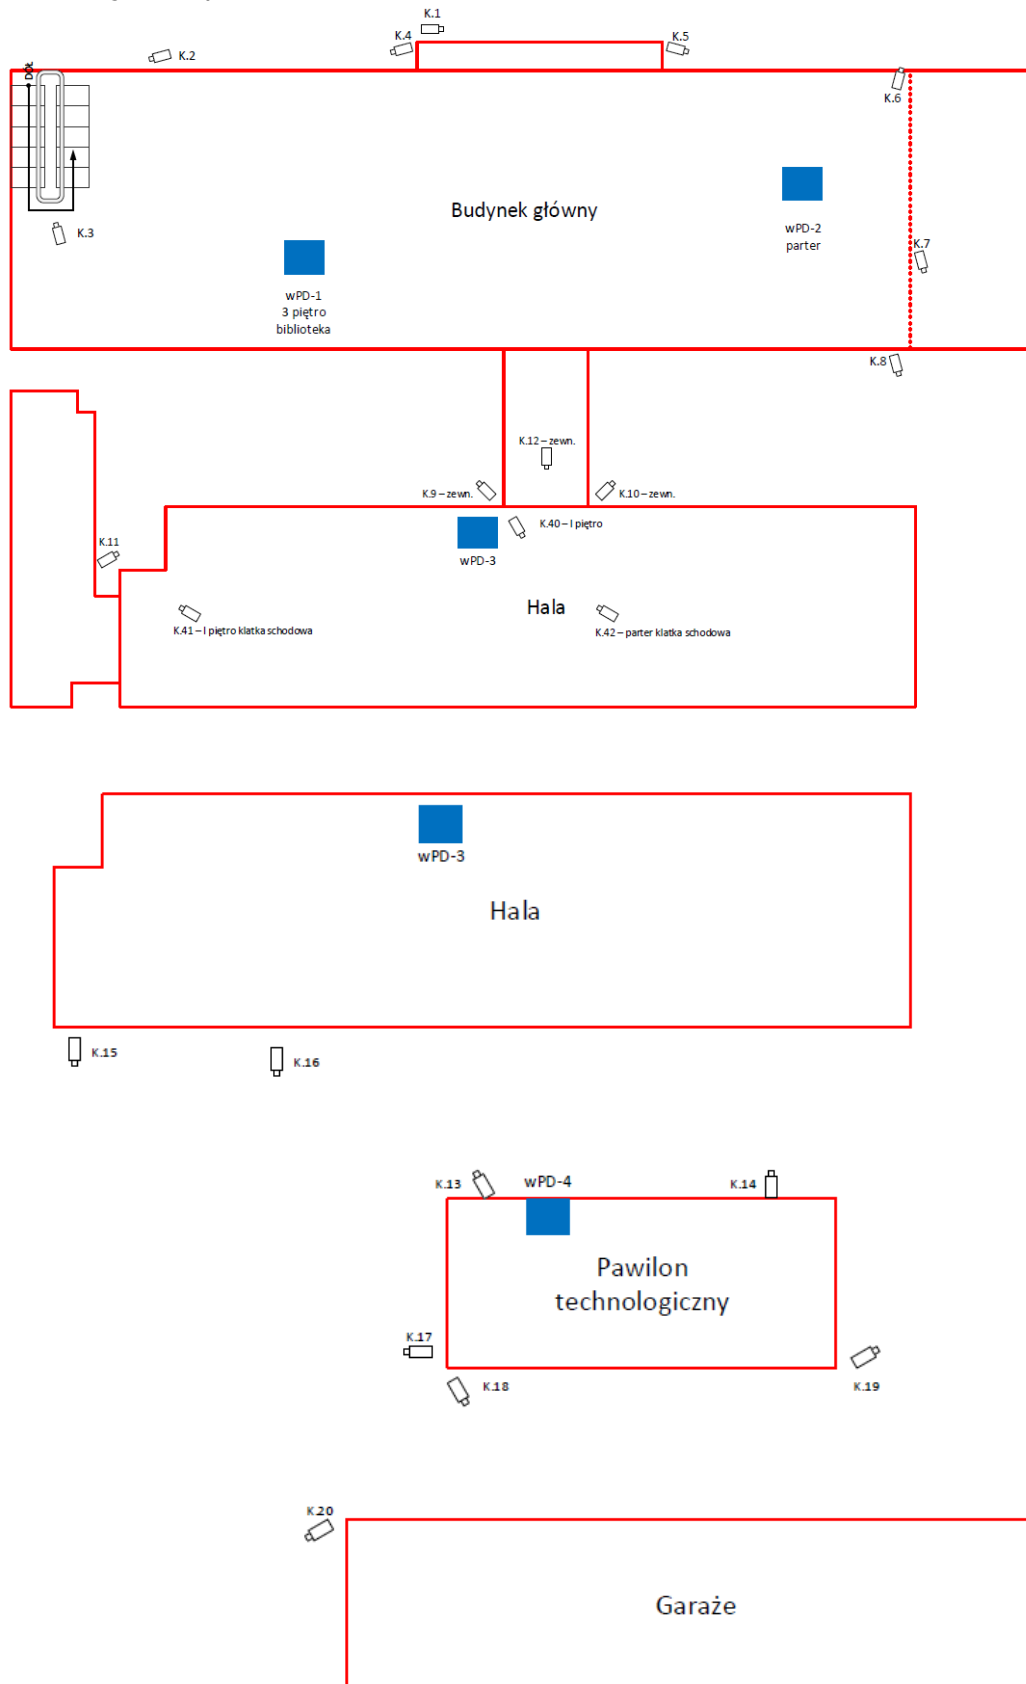 K.1
K.4
K.5
K.2
DÓŁ
K.6
K.3
Budynek główny
wPD-2
parter
K.7
wPD-1
3 piętro
biblioteka
K.8
K.12 – zewn.
K.9 – zewn.
K.10 – zewn.
K.40 – I piętro
K.11
wPD-3
Hala
K.41 – I piętro klatka schodowa
K.42 – parter klatka schodowa
wPD-3
Hala
K.15
K.16
K.13
wPD-4
K.14
Pawilon
technologiczny
K.17
K.18
K.19
K.20
Garaże